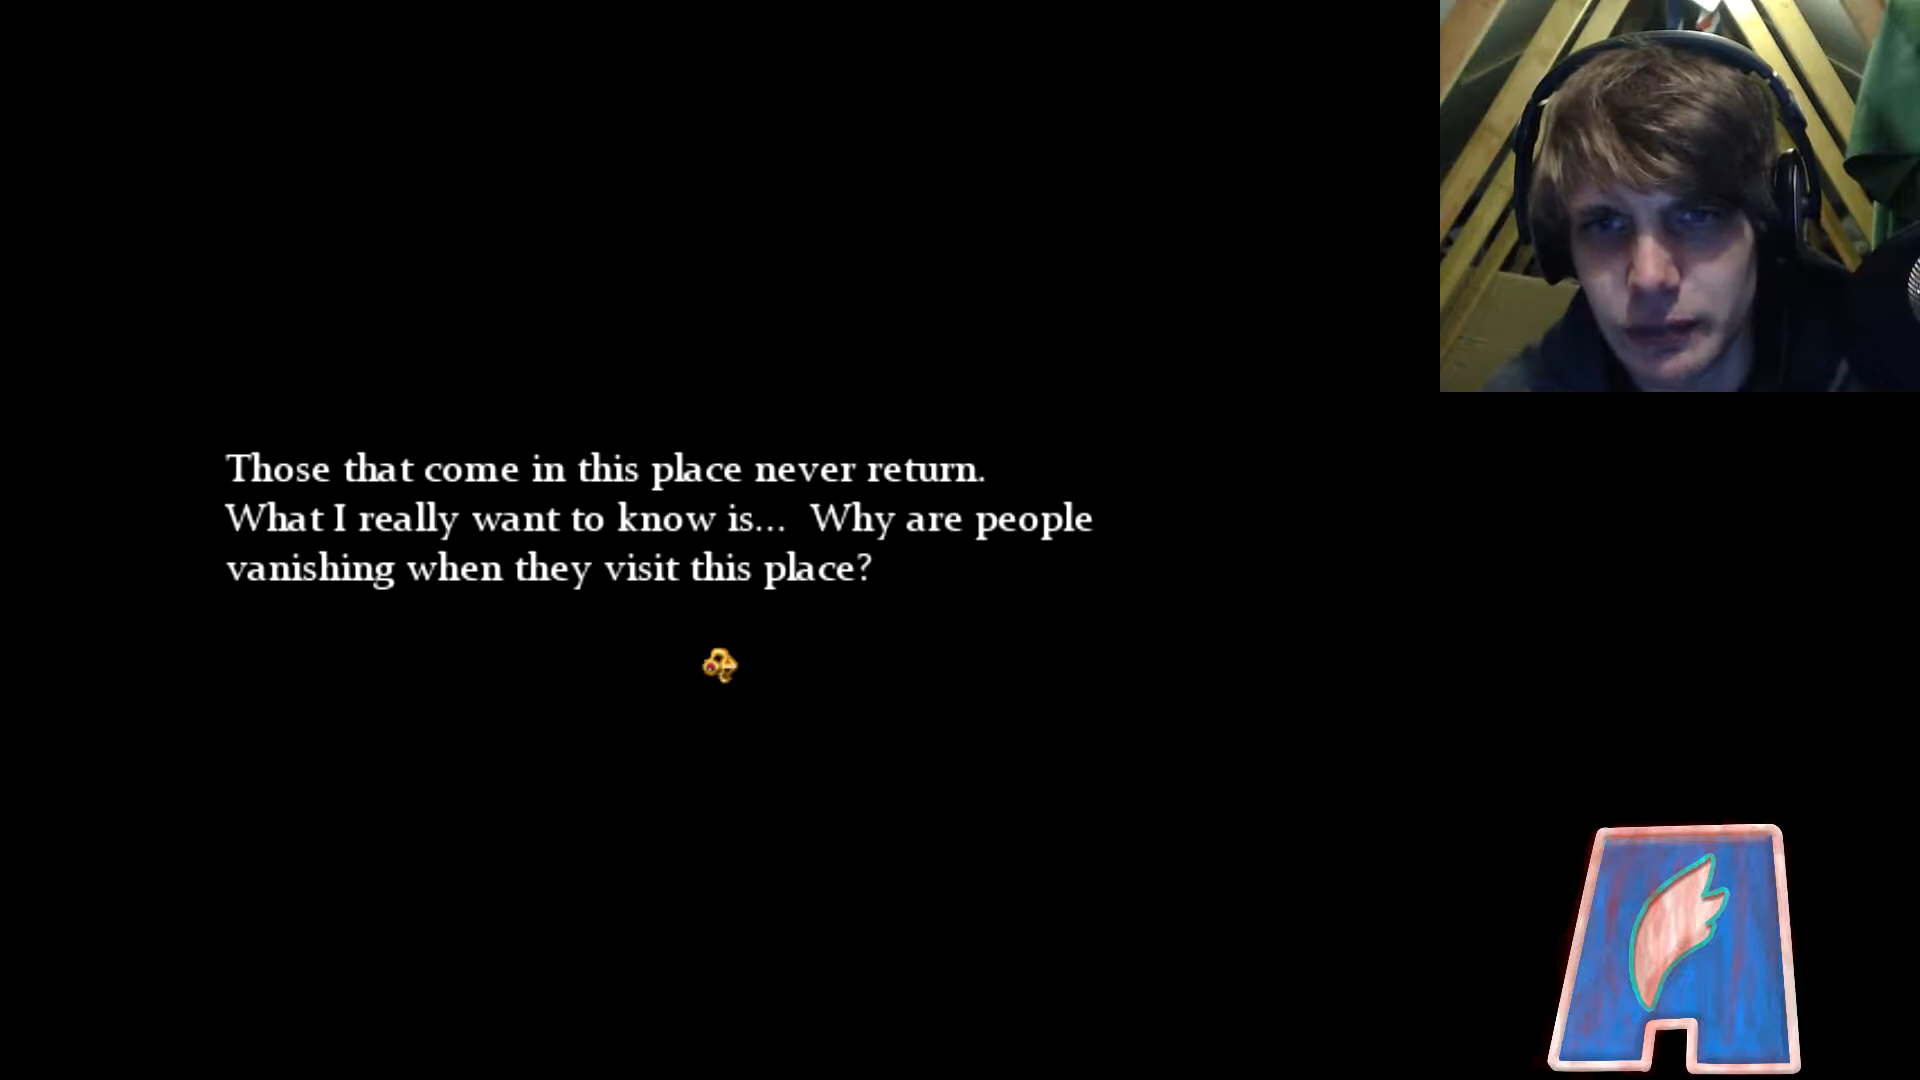 Those that come in this place never return.
What I really want to know is...  Why are people
vanishing when they visit this place?